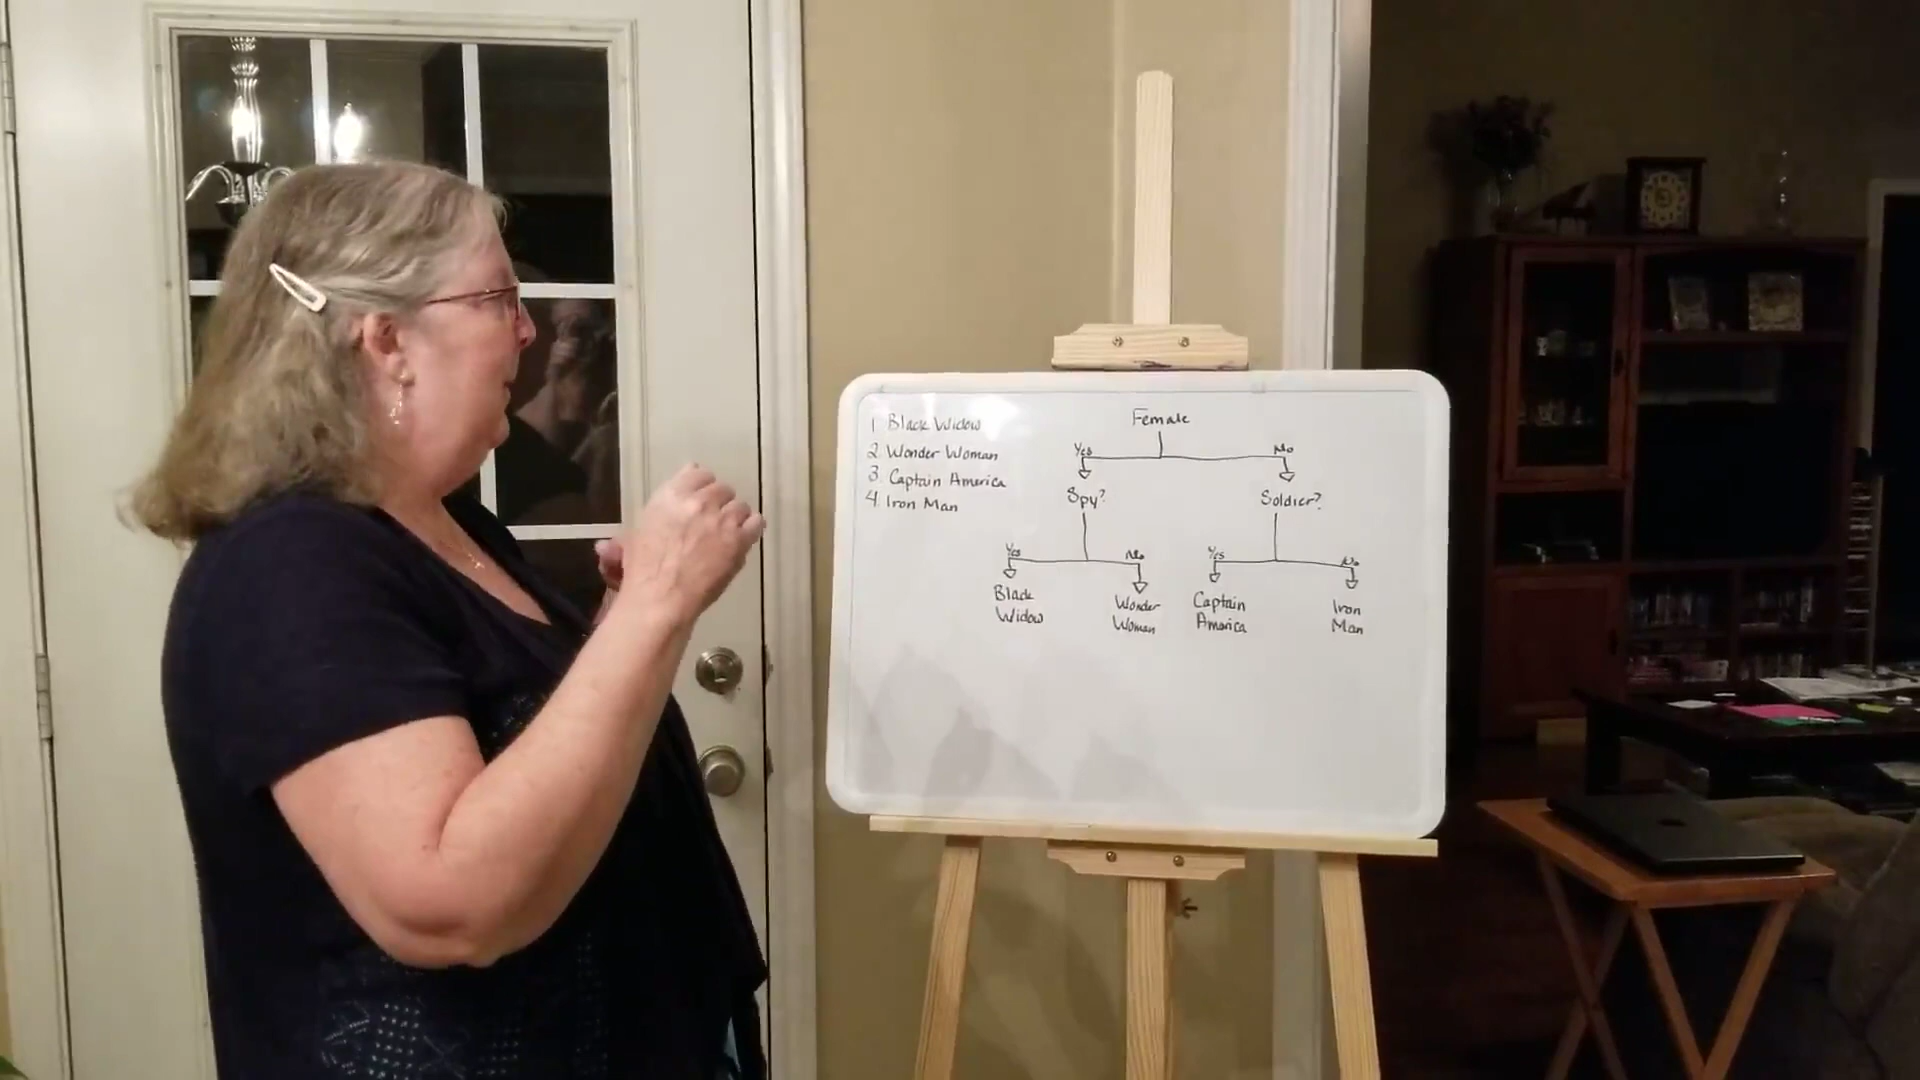 1 Black Widow
2 Wonder Woman
3 Captain America
4 Iron Man
Female
Yes No
Spy? Soldier?
Yes No Yes No
Black Wonder Captain Iron
Widow Woman America Man